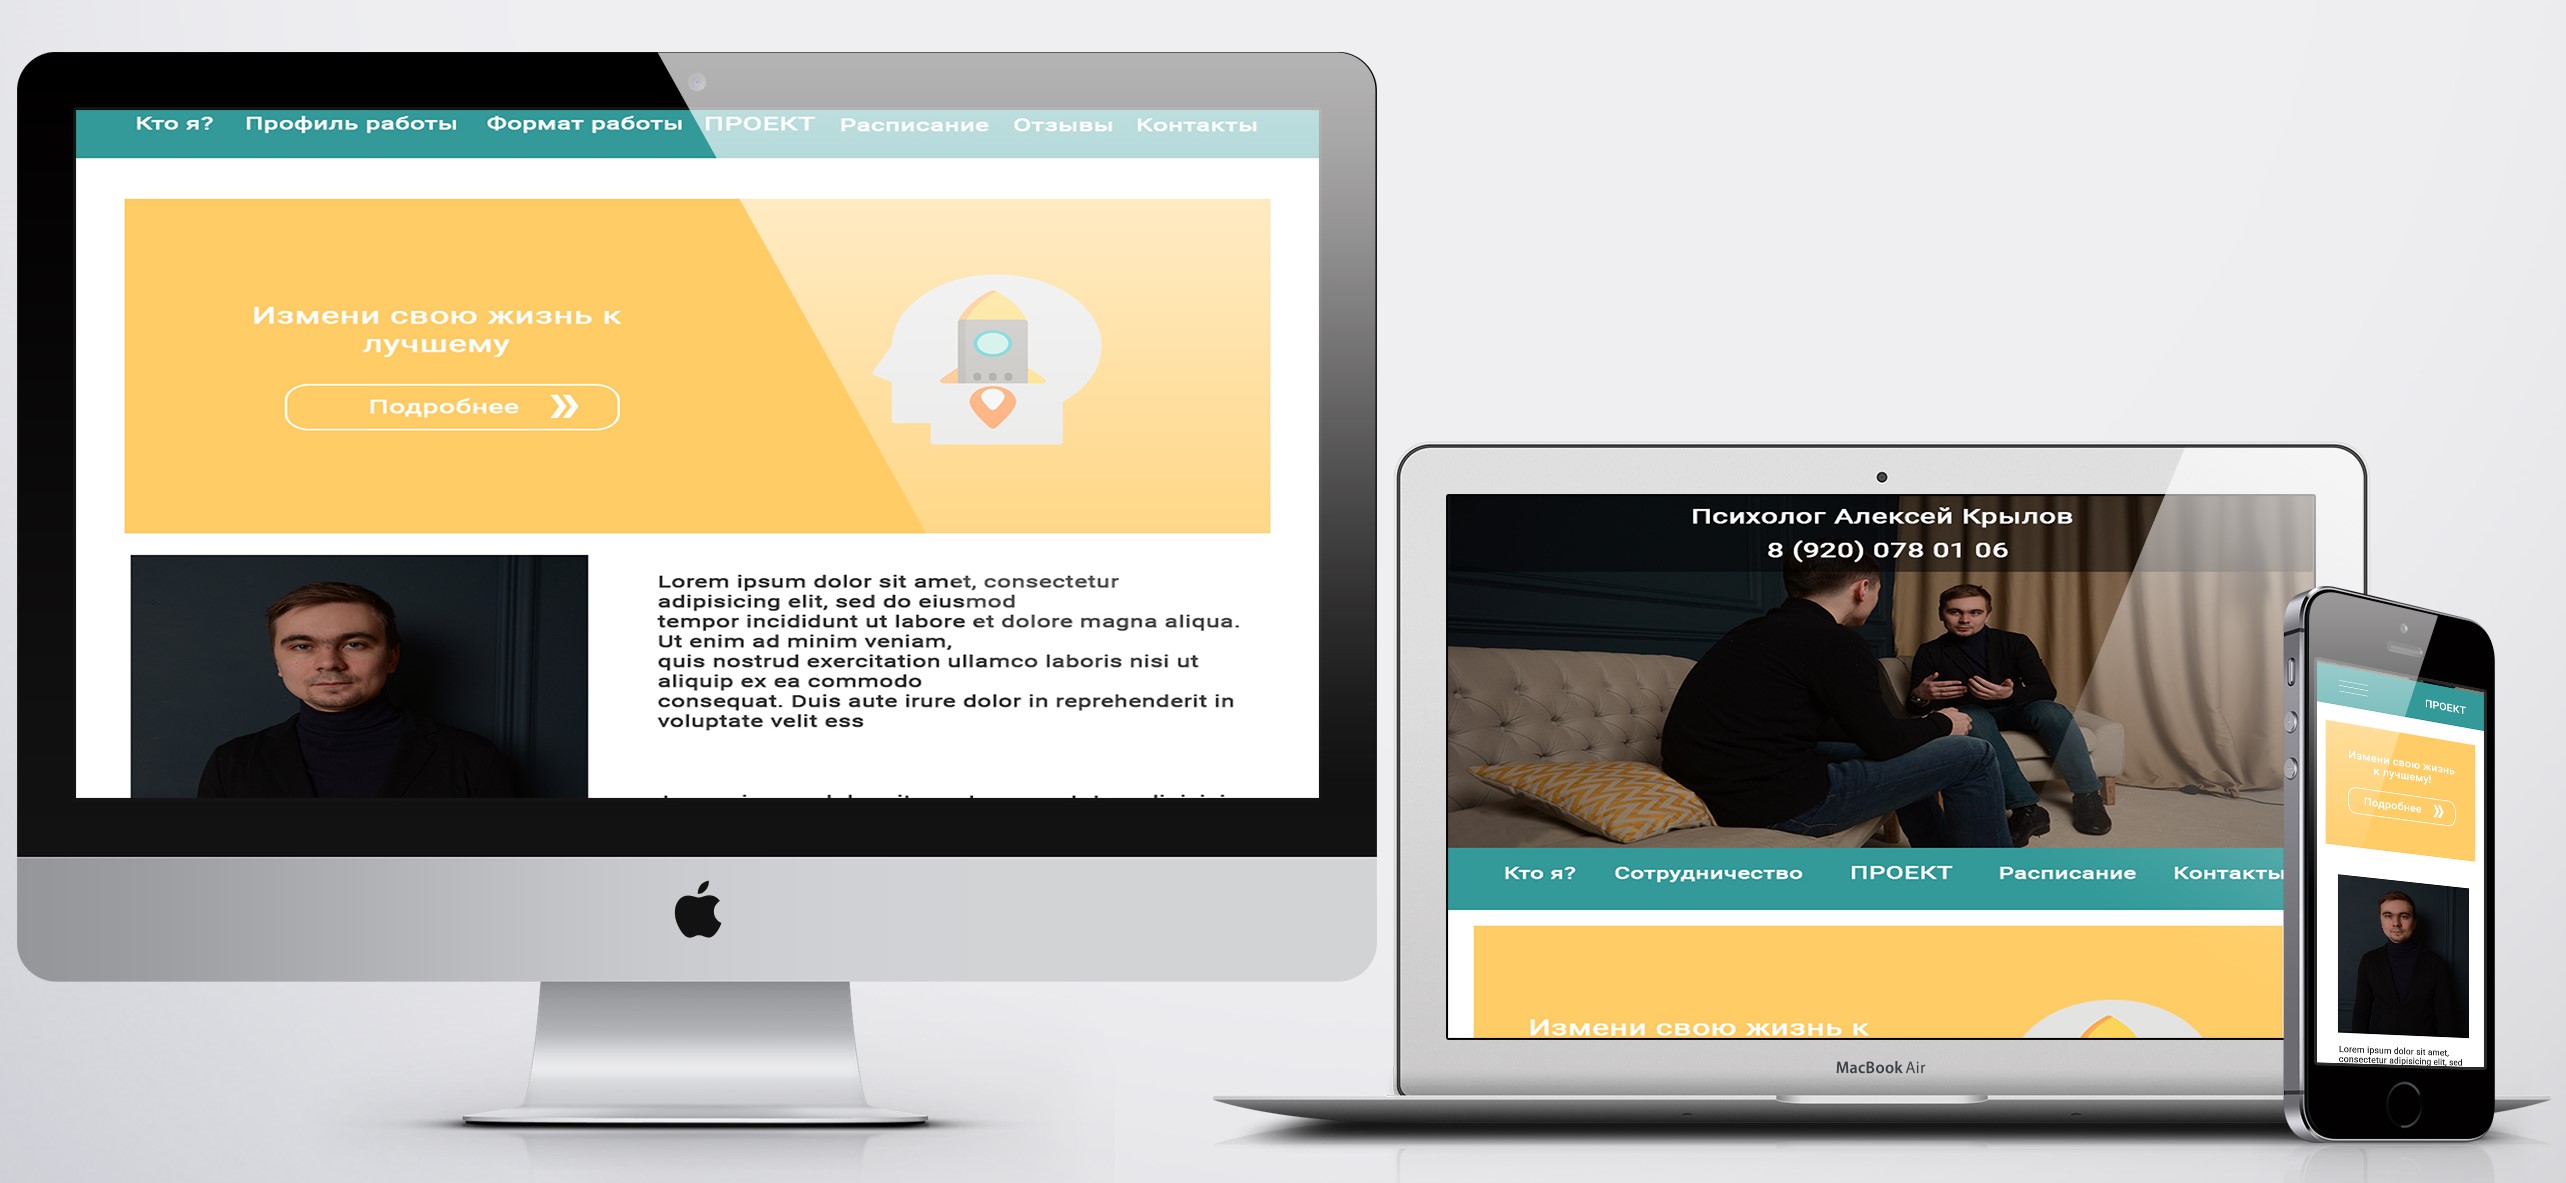 Кто я? Профиль работы Формат работы ПРОЕКТ Расписание Отзывы Контакты
Измени свою жизнь к
лучшему
Подробнее
Lorem ipsum dolor sit amet, consectetur
adipisicing elit, sed do eiusmod
tempor incididunt ut labore et dolore magna aliqua.
Ut enim ad minim veniam,
quis nostrud exercitation ullamco laboris nisi ut
aliquip ex ea commodo
consequat. Duis aute irure dolor in reprehenderit in
voluptate velit ess
Психолог Алексей Крылов
8 (920) 078 01 06
Кто я? Сотрудничество ПРОЕКТ Расписание Контакты
Измени свою жизнь к
MacBook Air
ПРОЕКТ
Измени свою жизнь
к лучшему!
Подробнее
Lorem ipsum dolor sit amet,
consectetur adipisicing elit, sed